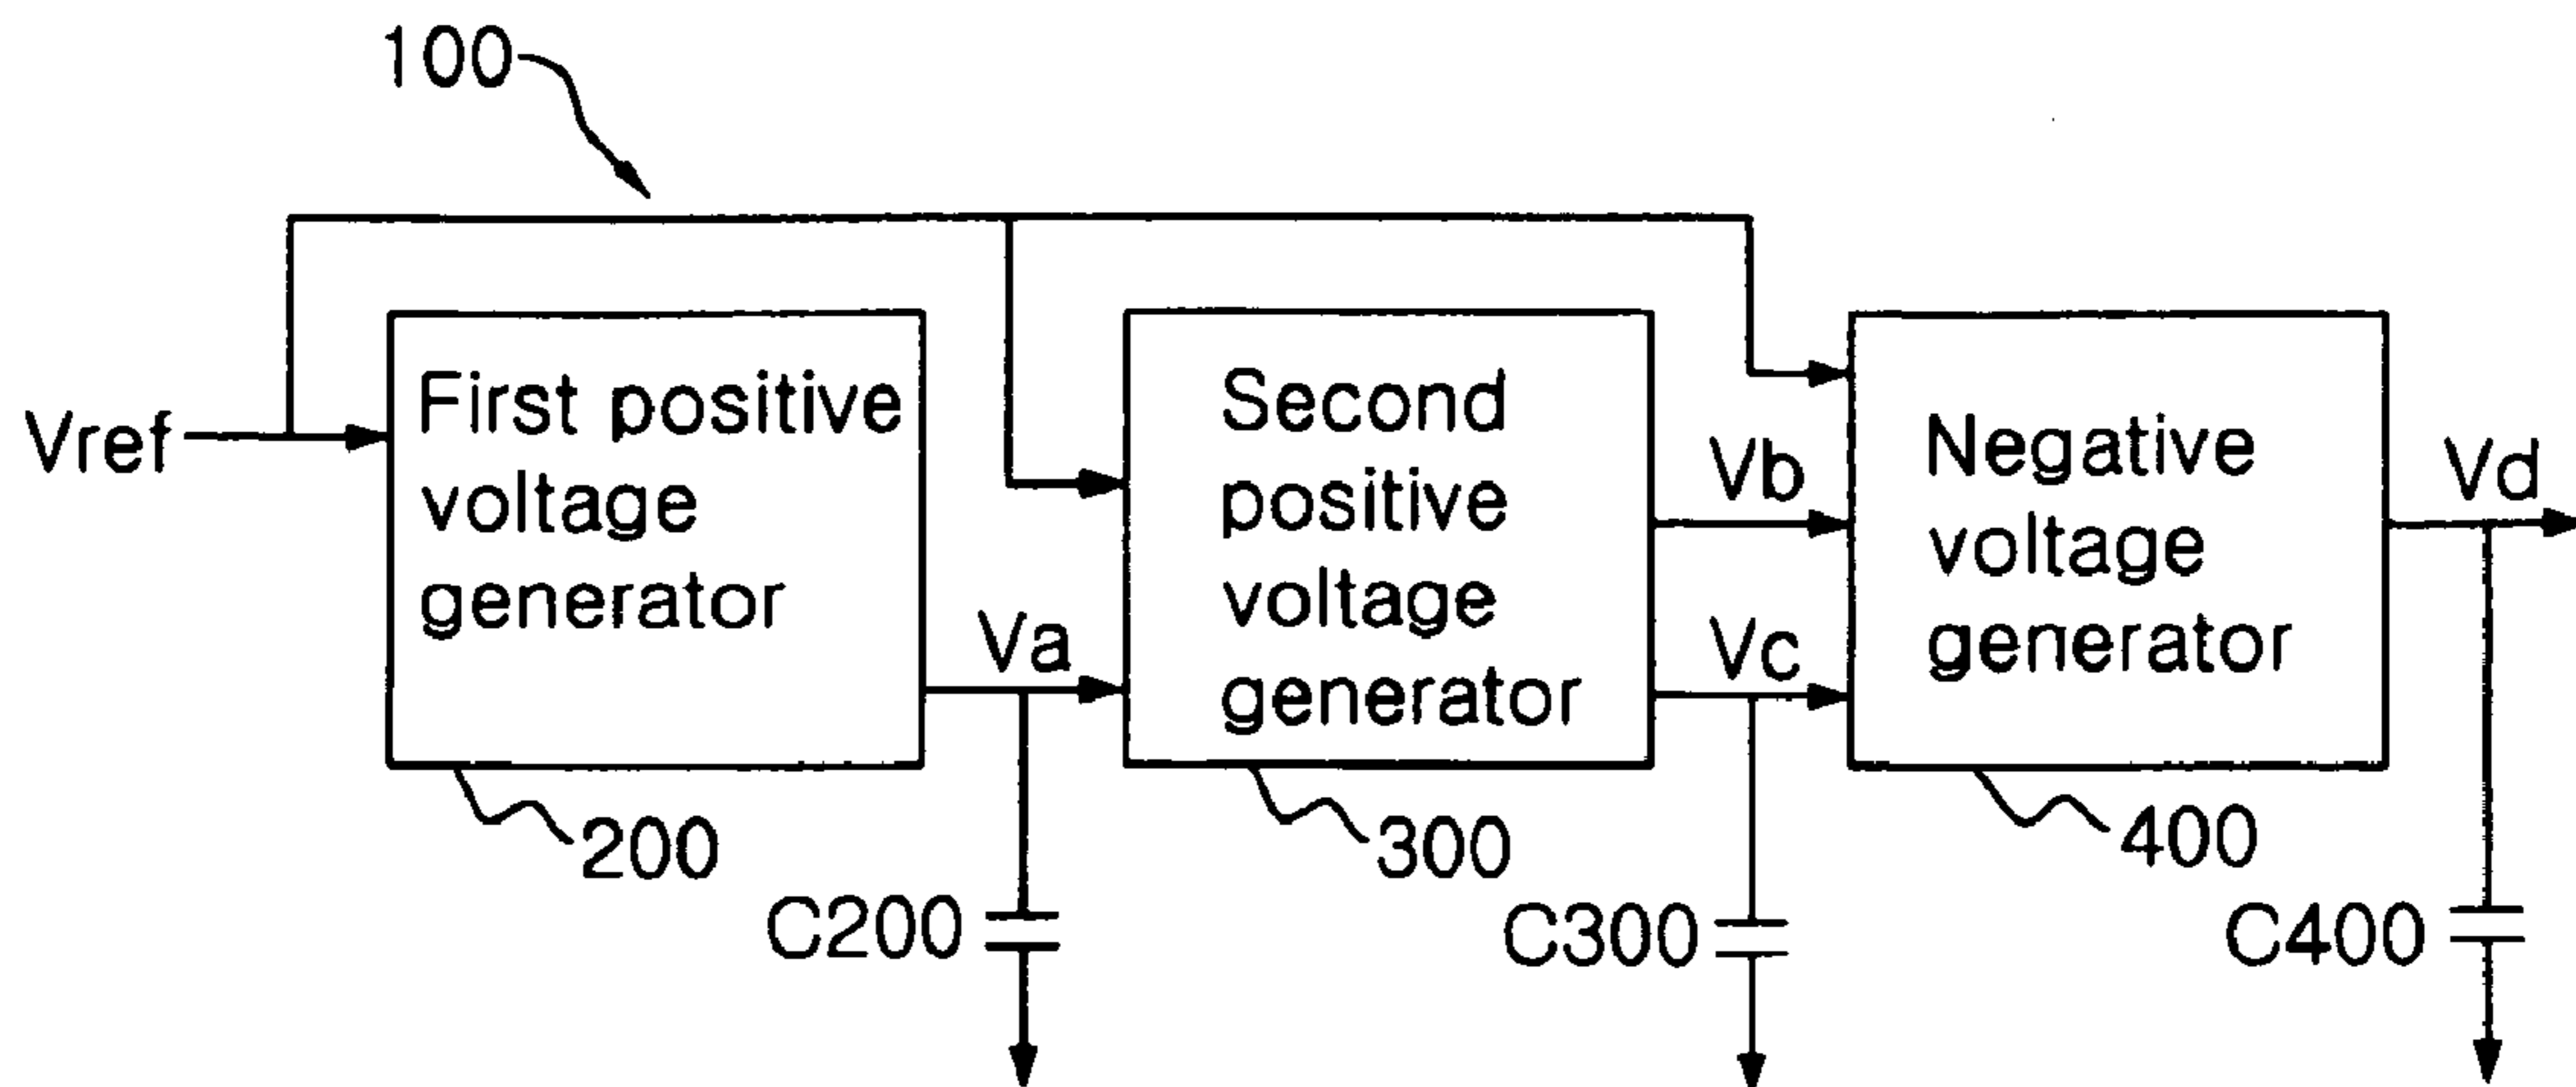 100
Vref
First positive
voltage
generator
Va
Second
positive
voltage
generator
Vb
Vc
Negative
voltage
generator
Vd
200
300
400
C200
C300
C400